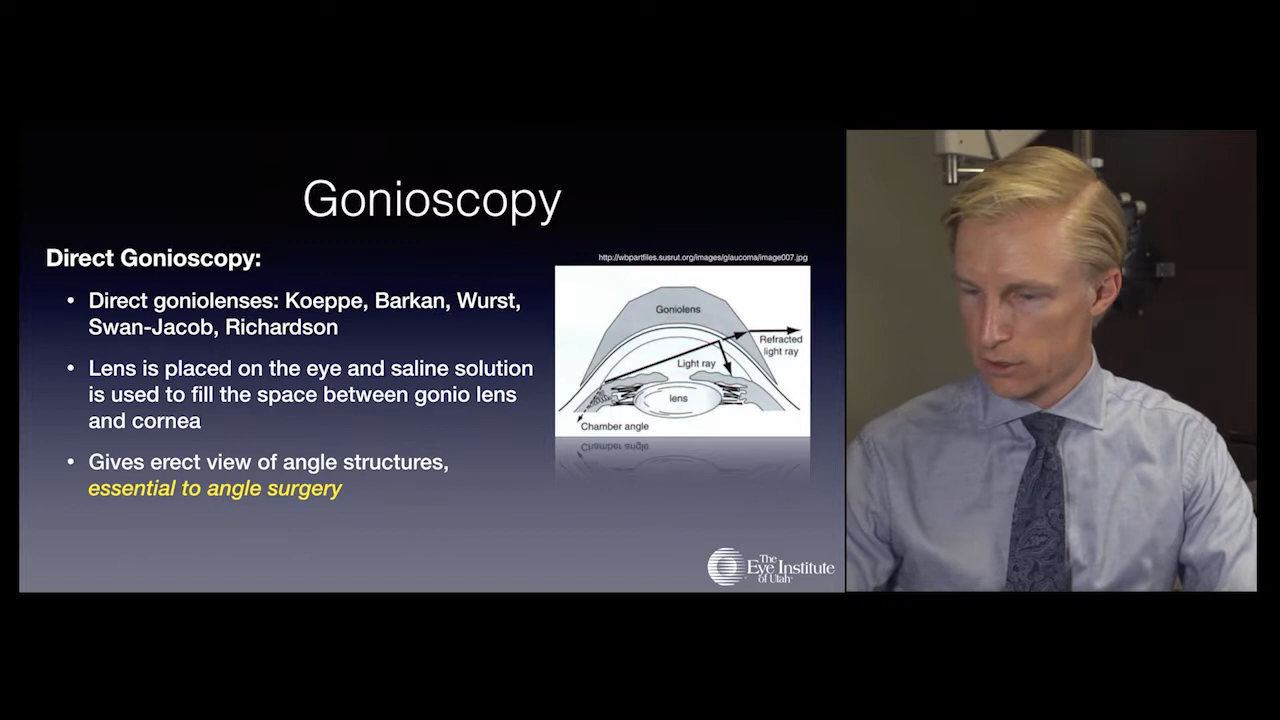 Gonioscopy
Direct Gonioscopy:
• Direct goniolenses: Koeppe, Barkan, Wurst,
Swan-Jacob, Richardson
• Lens is placed on the eye and saline solution
is used to fill the space between gonio lens
and cornea
• Gives erect view of angle structures,
essential to angle surgery
http://wbpartfiles.susrut.org/images/glaucoma/image007.jpg
Goniolens
Refracted
light ray
Light ray
lens
Chamber angle
Chamber angle
The
Eye Institute
of Utah